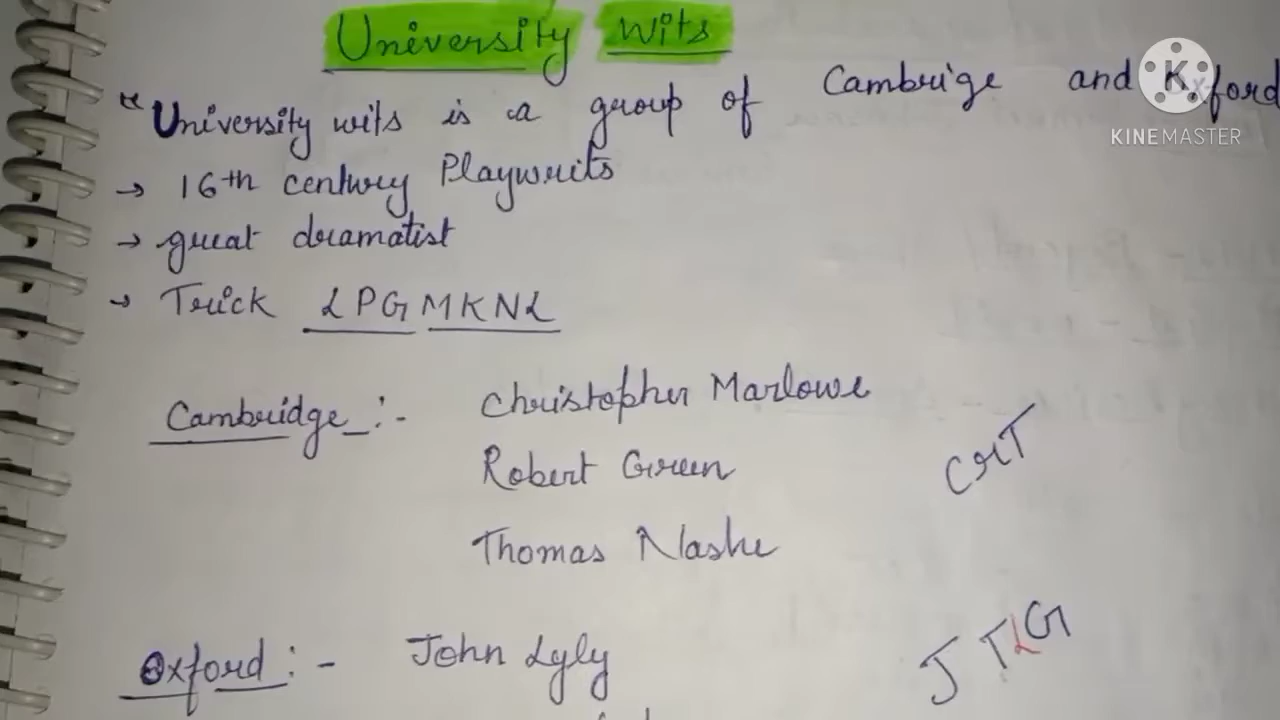 University Wits
"University wits is a group of Cambrige and Oxford
→ 16th century Playwrits
→ great dramatist
→ Trick LPGMKNL
Cambridge :- Christopher Marlowe
Robert Green
Thomas Nashe
CRT
Oxford :- John Lyly
JTLG
KINEMASTER